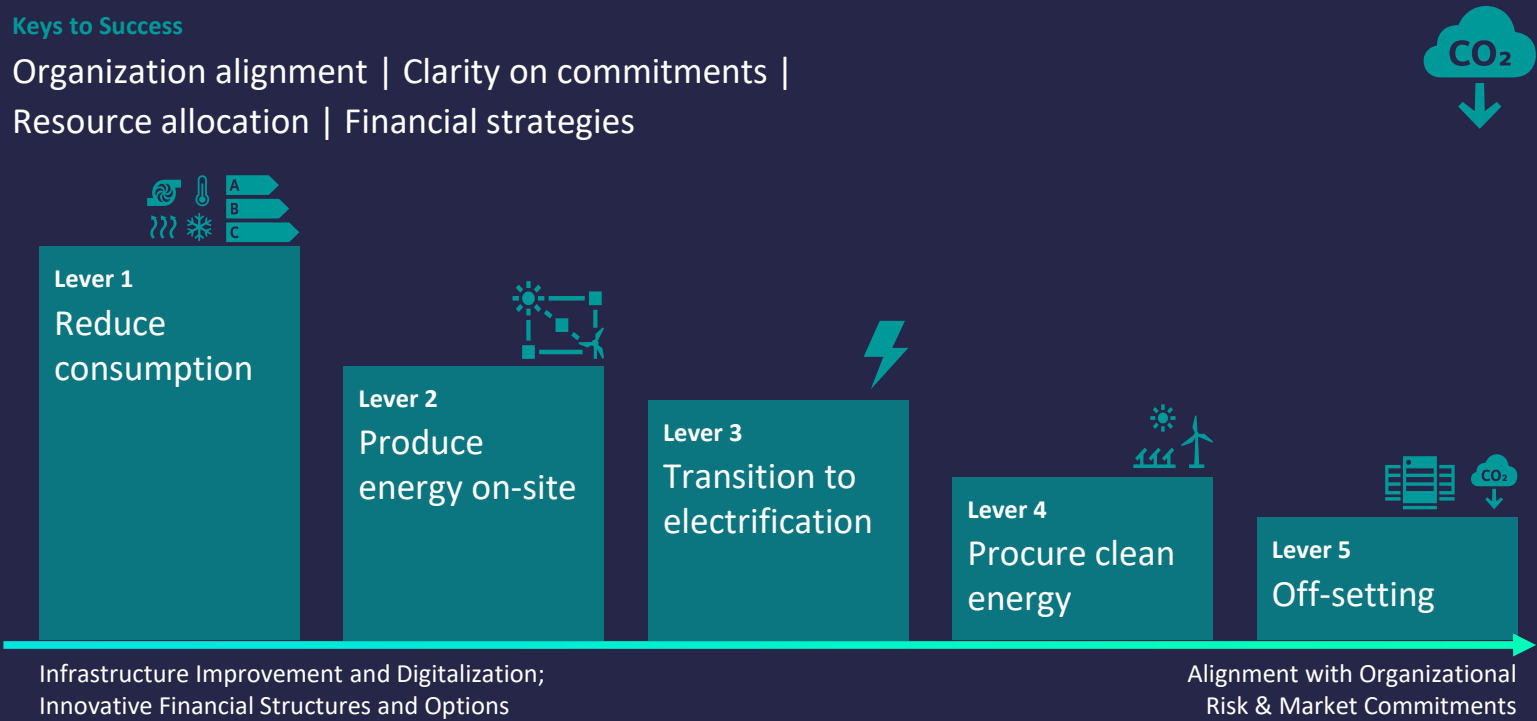 Keys to Success
Organization alignment | Clarity on commitments |
Resource allocation | Financial strategies
CO₂
A
B
C
Lever 1
Reduce
consumption
Lever 2
Produce
energy on-site
Lever 3
Transition to
electrification
Lever 4
Procure clean
energy
CO₂
Lever 5
Off-setting
Infrastructure Improvement and Digitalization;
Innovative Financial Structures and Options
Alignment with Organizational
Risk & Market Commitments